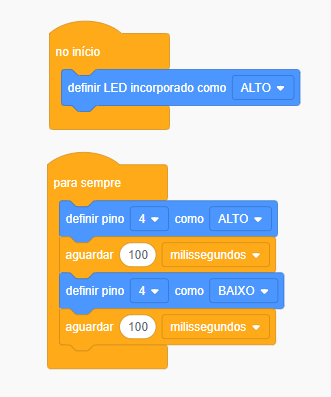 no início
definir LED incorporado como ALTO
para sempre
definir pino 4 como ALTO
aguardar 100 milissegundos
definir pino 4 como BAIXO
aguardar 100 milissegundos